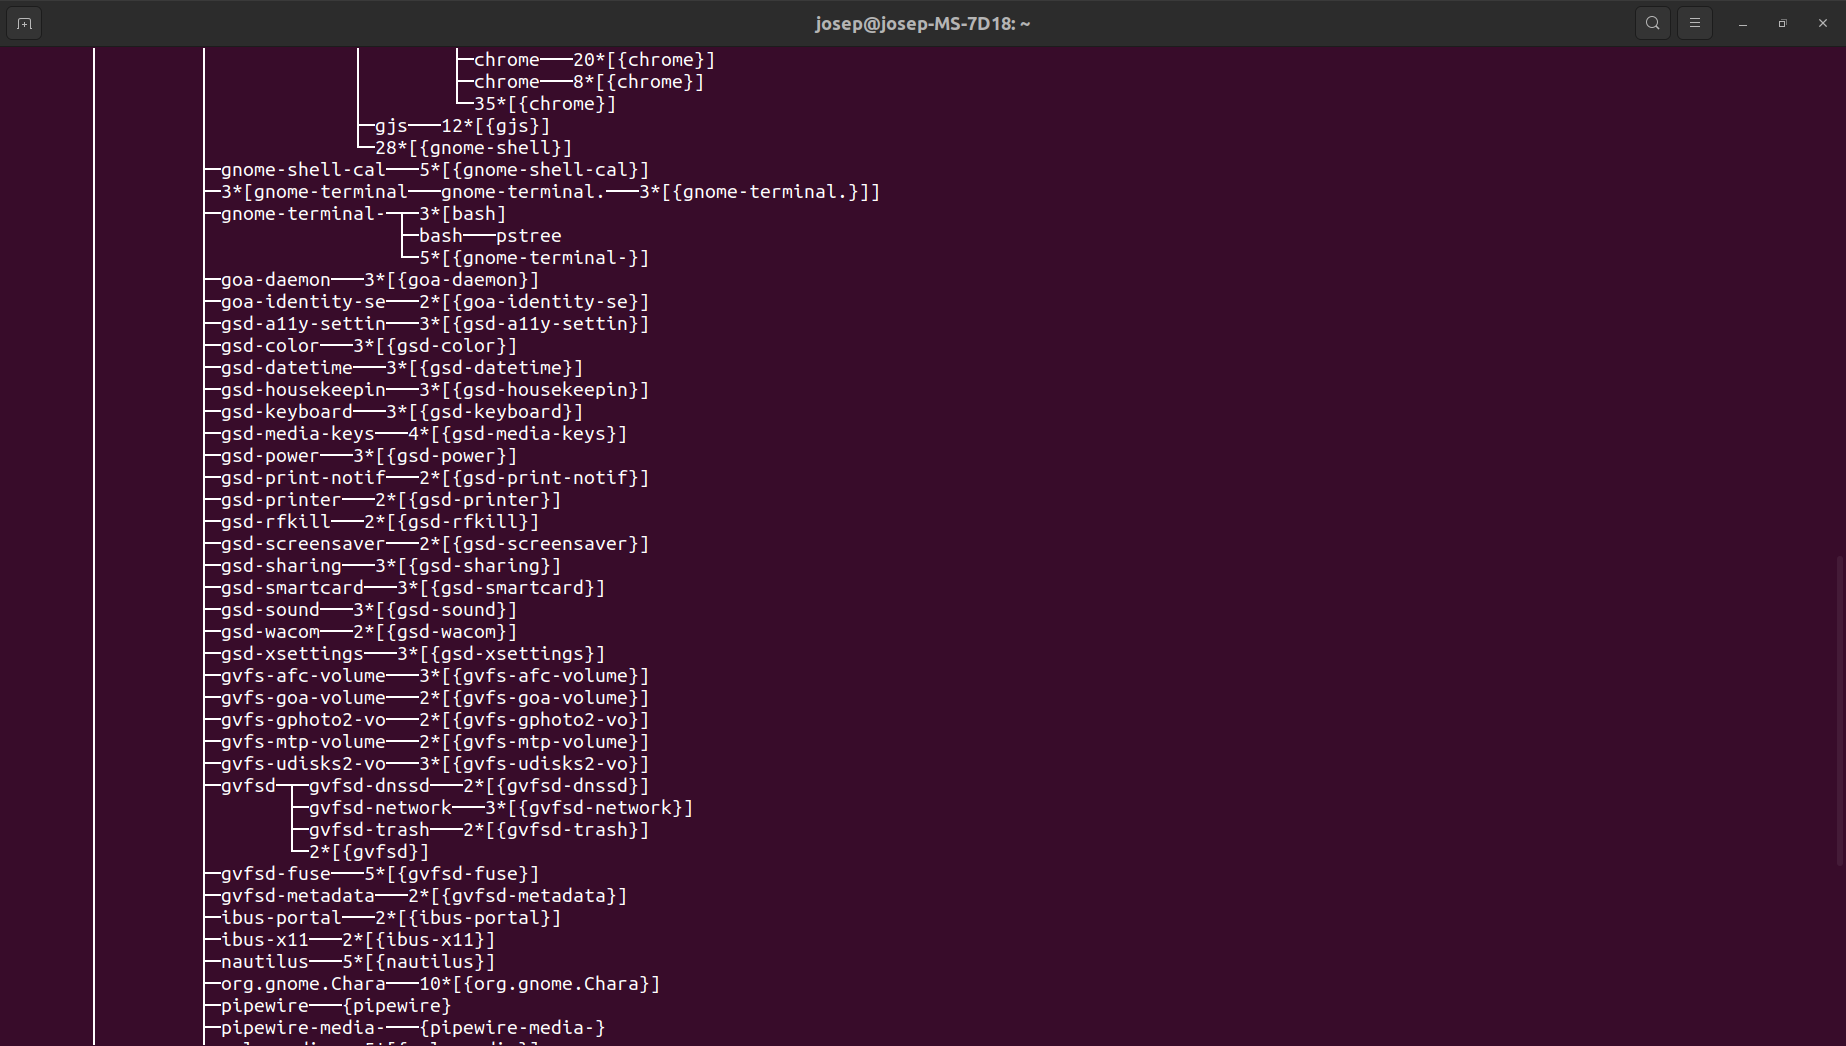 josep@josep-MS-7D18: ~
chrome───20*[{chrome}]
chrome───8*[{chrome}]
35*[{chrome}]
gjs───12*[{gjs}]
28*[{gnome-shell}]
gnome-shell-cal───5*[{gnome-shell-cal}]
3*[gnome-terminal───gnome-terminal.───3*[{gnome-terminal.}]]
gnome-terminal-─┬─3*[bash]
bash───pstree
5*[{gnome-terminal-}]
goa-daemon───3*[{goa-daemon}]
goa-identity-se───2*[{goa-identity-se}]
gsd-a11y-settin───3*[{gsd-a11y-settin}]
gsd-color───3*[{gsd-color}]
gsd-datetime───3*[{gsd-datetime}]
gsd-housekeepin───3*[{gsd-housekeepin}]
gsd-keyboard───3*[{gsd-keyboard}]
gsd-media-keys───4*[{gsd-media-keys}]
gsd-power───3*[{gsd-power}]
gsd-print-notif───2*[{gsd-print-notif}]
gsd-printer───2*[{gsd-printer}]
gsd-rfkill───2*[{gsd-rfkill}]
gsd-screensaver───2*[{gsd-screensaver}]
gsd-sharing───3*[{gsd-sharing}]
gsd-smartcard───3*[{gsd-smartcard}]
gsd-sound───3*[{gsd-sound}]
gsd-wacom───2*[{gsd-wacom}]
gsd-xsettings───3*[{gsd-xsettings}]
gvfs-afc-volume───3*[{gvfs-afc-volume}]
gvfs-goa-volume───2*[{gvfs-goa-volume}]
gvfs-gphoto2-vo───2*[{gvfs-gphoto2-vo}]
gvfs-mtp-volume───2*[{gvfs-mtp-volume}]
gvfs-udisks2-vo───3*[{gvfs-udisks2-vo}]
gvfsd─┬─gvfsd-dnssd───2*[{gvfsd-dnssd}]
gvfsd-network───3*[{gvfsd-network}]
gvfsd-trash───2*[{gvfsd-trash}]
2*[{gvfsd}]
gvfsd-fuse───5*[{gvfsd-fuse}]
gvfsd-metadata───2*[{gvfsd-metadata}]
ibus-portal───2*[{ibus-portal}]
ibus-x11───2*[{ibus-x11}]
nautilus───5*[{nautilus}]
org.gnome.Chara───10*[{org.gnome.Chara}]
pipewire───{pipewire}
pipewire-media-───{pipewire-media-}